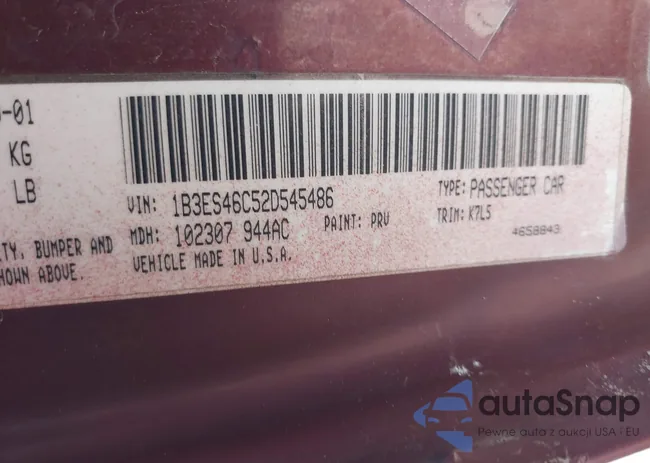 -01
KG
LB
VIN: 1B3ES46C52D545486
TYPE: PASSENGER CAR
MDH: 102307 944AC
PAINT: PRV
TRIM: K7L5
4658843
TY, BUMPER AND
HOWN ABOVE.
VEHICLE MADE IN U.S.A.
autaSnap
Pewne auta z aukcji USA i EU